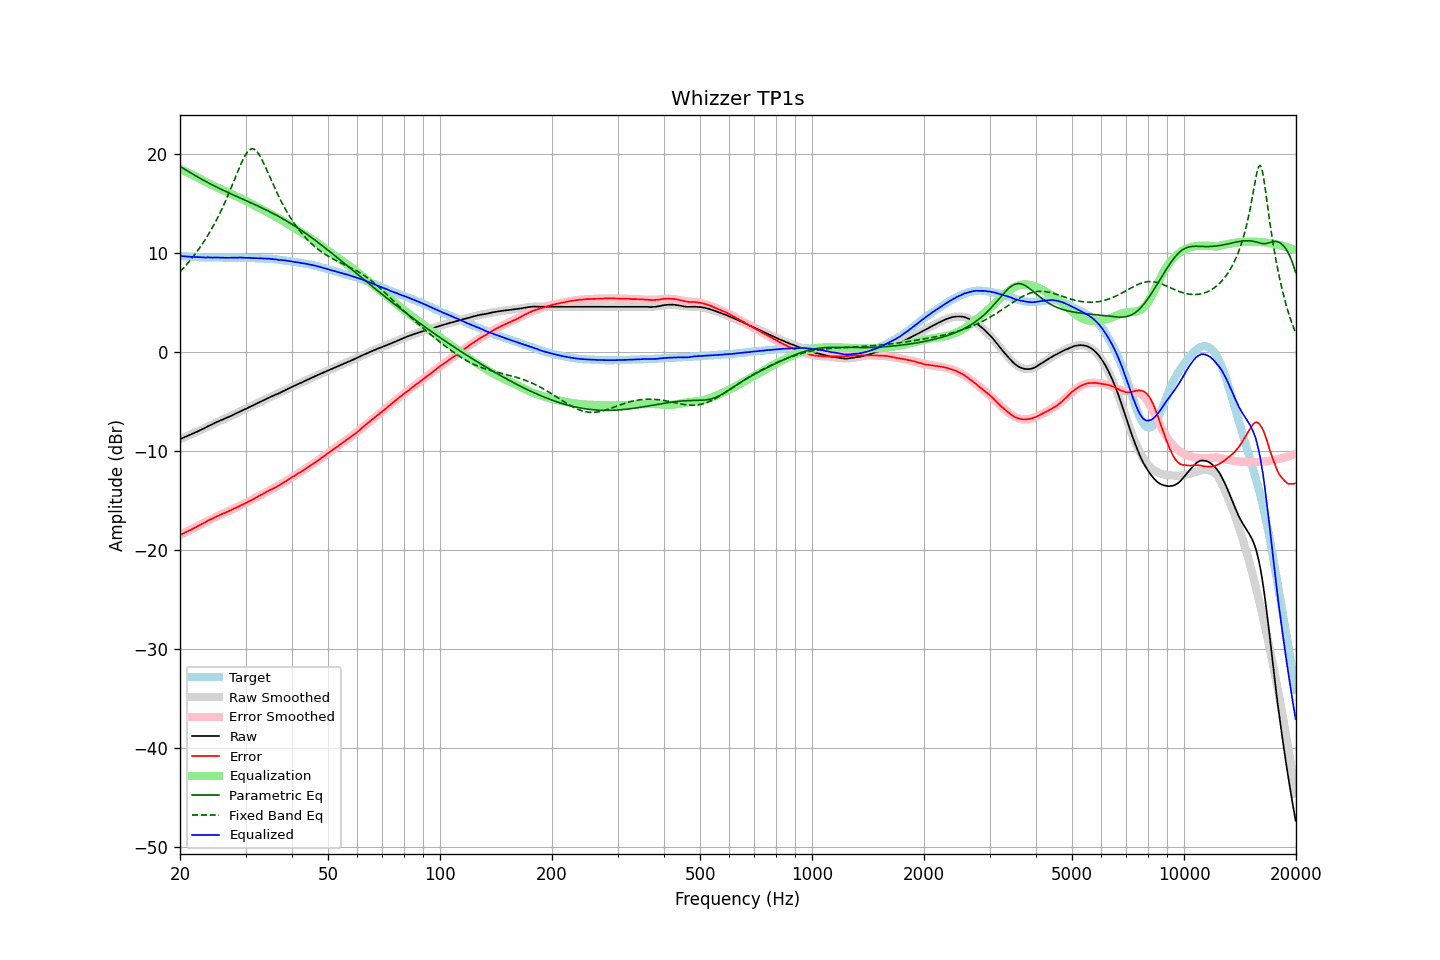 Whizzer TP1s
20
10
0
−10
−20
−30
−40
−50
Amplitude (dBr)
Target
Raw Smoothed
Error Smoothed
Raw
Error
Equalization
Parametric Eq
Fixed Band Eq
Equalized
20 50 100 200 500 1000 2000 5000 10000 20000
Frequency (Hz)